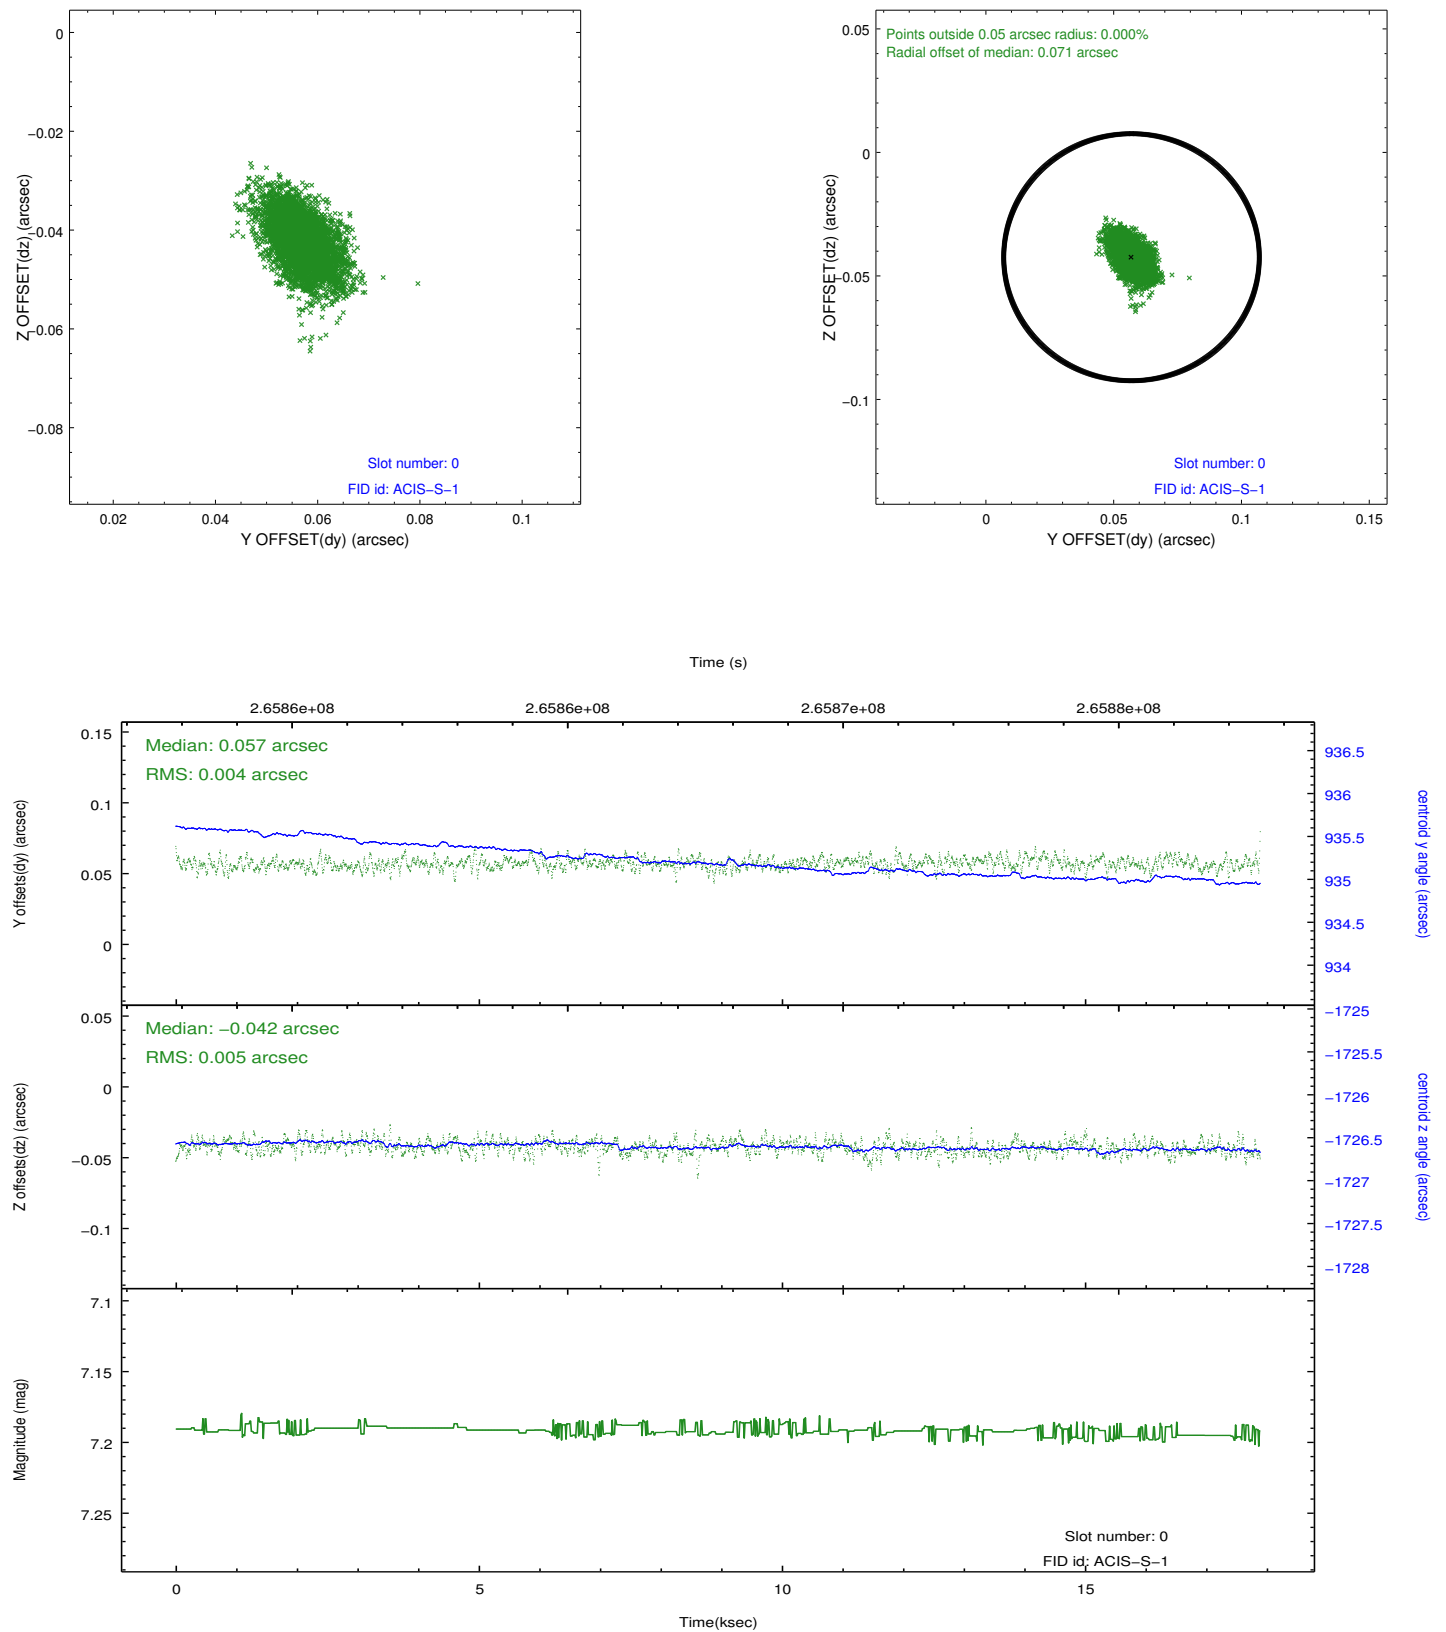 0
−0.02
−0.04
−0.06
−0.08
Z OFFSET(dz) (arcsec)
Slot number: 0
FID id: ACIS−S−1
0.02 0.04 0.06 0.08 0.1
Y OFFSET(dy) (arcsec)
Points outside 0.05 arcsec radius: 0.000%
Radial offset of median: 0.071 arcsec
0.05
0
−0.05
−0.1
Z OFFSET(dz) (arcsec)
Slot number: 0
FID id: ACIS−S−1
0 0.05 0.1 0.15
Y OFFSET(dy) (arcsec)
Time (s)
2.6586e+08 2.6586e+08 2.6587e+08 2.6588e+08
Median: 0.057 arcsec
RMS: 0.004 arcsec
0.15
0.1
0.05
0
Y offsets(dy) (arcsec)
936.5
936
935.5
935
934.5
934
centroid y angle (arcsec)
Median: −0.042 arcsec
RMS: 0.005 arcsec
0.05
0
−0.05
−0.1
Z offsets(dz) (arcsec)
−1725
−1725.5
−1726
−1726.5
−1727
−1727.5
−1728
centroid z angle (arcsec)
7.1
7.15
7.2
7.25
Magnitude (mag)
Slot number: 0
FID id: ACIS−S−1
0 5 10 15
Time(ksec)